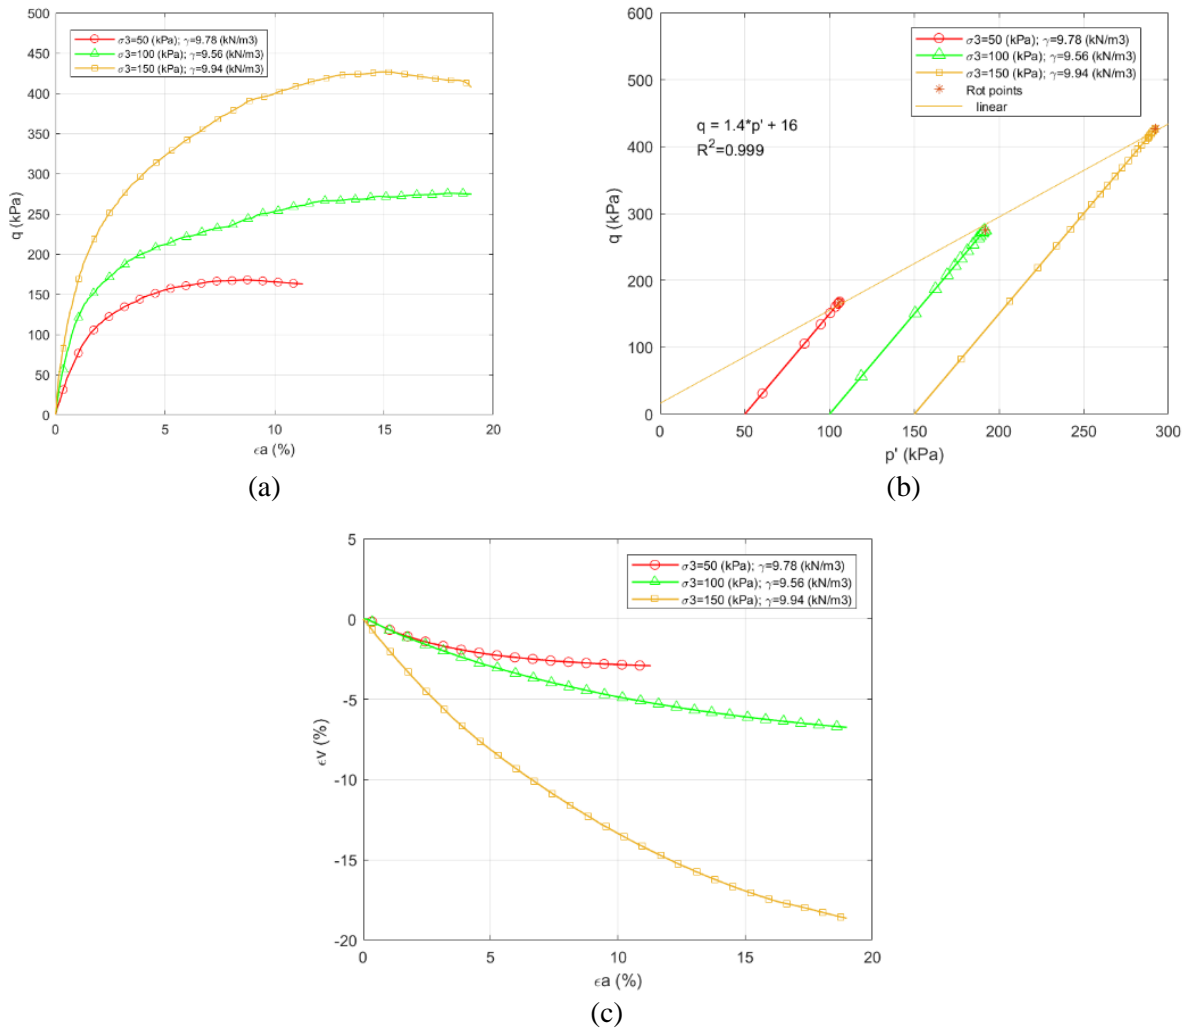 500
450
400
350
300
250
200
150
100
50
0
0
5
10
15
20
q (kPa)
ϵa (%)
σ3=50 (kPa); γ=9.78 (kN/m3)
σ3=100 (kPa); γ=9.56 (kN/m3)
σ3=150 (kPa); γ=9.94 (kN/m3)
(a)
600
500
400
300
200
100
0
0
50
100
150
200
250
300
q (kPa)
p' (kPa)
σ3=50 (kPa); γ=9.78 (kN/m3)
σ3=100 (kPa); γ=9.56 (kN/m3)
σ3=150 (kPa); γ=9.94 (kN/m3)
Rot points
linear
q = 1.4*p' + 16
R²=0.999
(b)
5
0
-5
-10
-15
-20
0
5
10
15
20
ϵv (%)
ϵa (%)
σ3=50 (kPa); γ=9.78 (kN/m3)
σ3=100 (kPa); γ=9.56 (kN/m3)
σ3=150 (kPa); γ=9.94 (kN/m3)
(c)